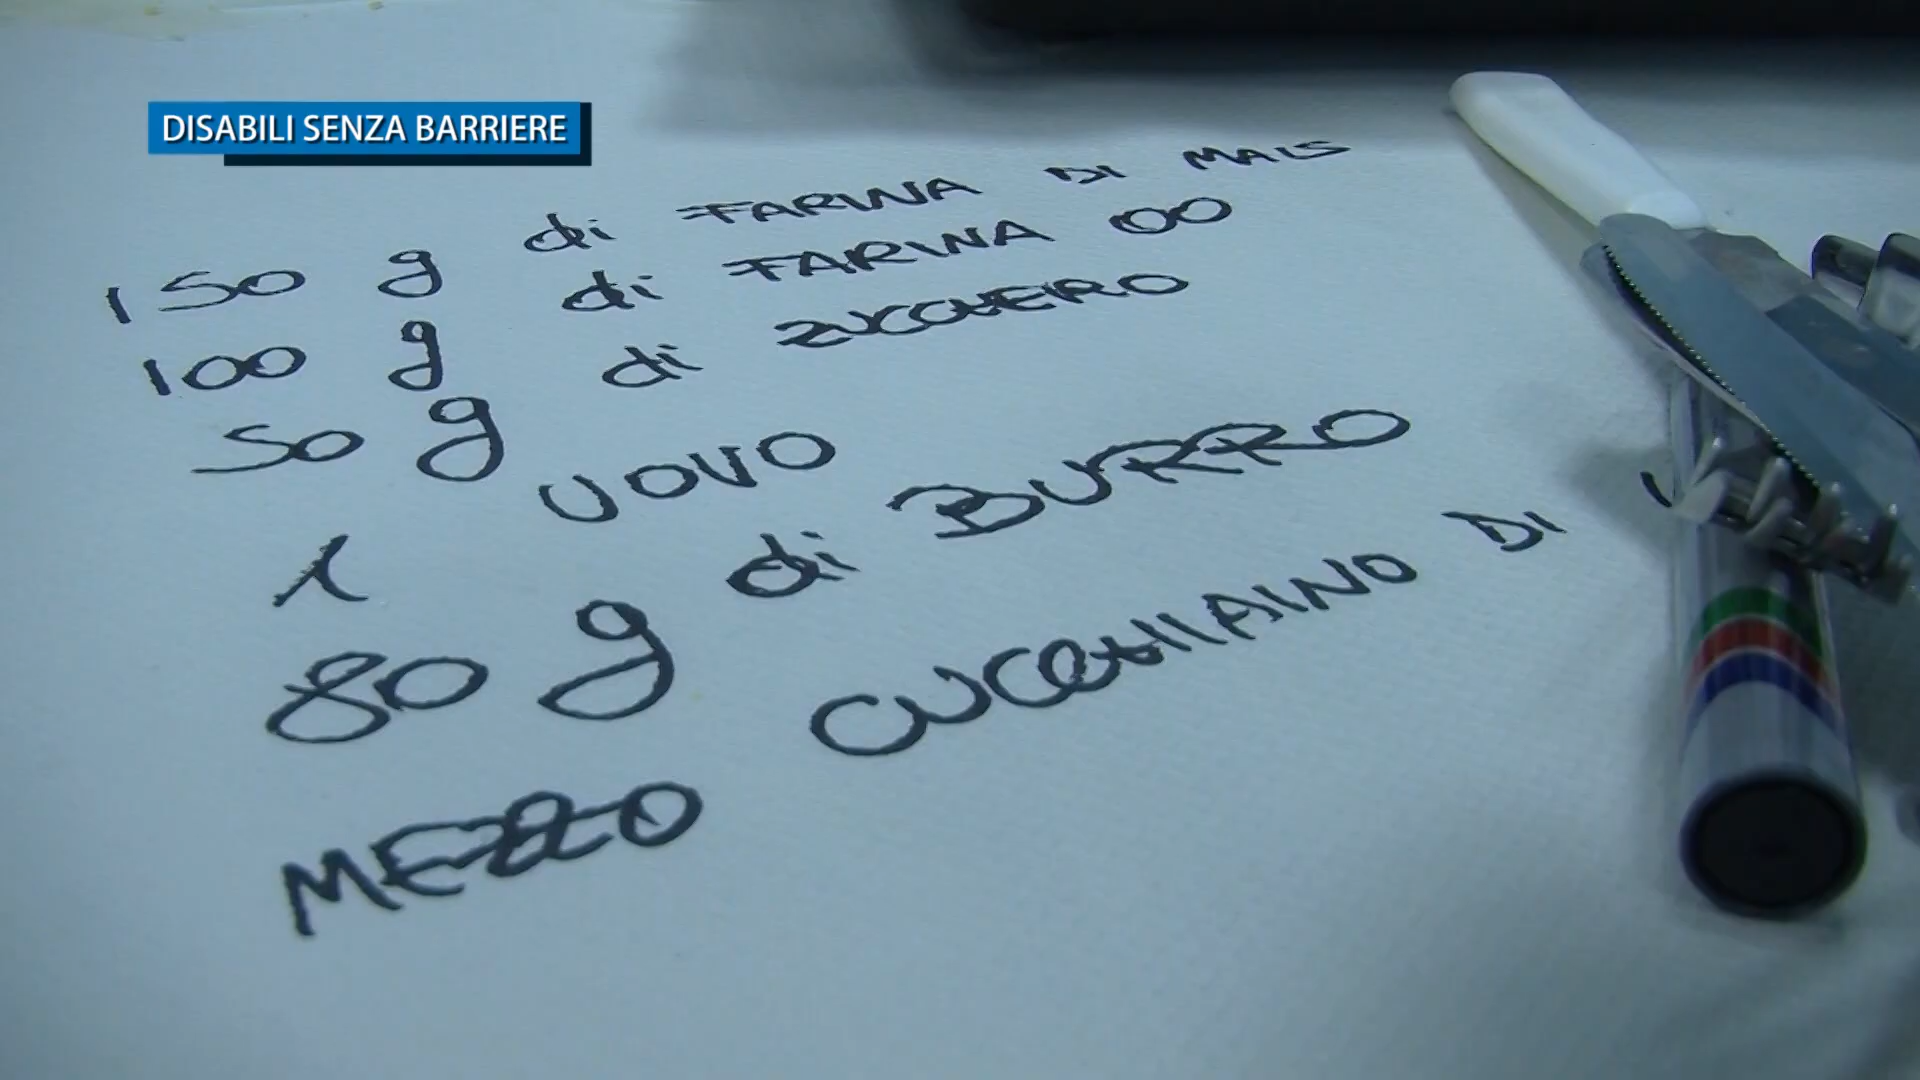 DISABILI SENZA BARRIERE
150 g di FARINA DI MAIS
100 g di FARINA 00
50 g di ZUCCHERO
1 UOVO
80 g di BURRO
MEZZO CUCCHIAINO DI